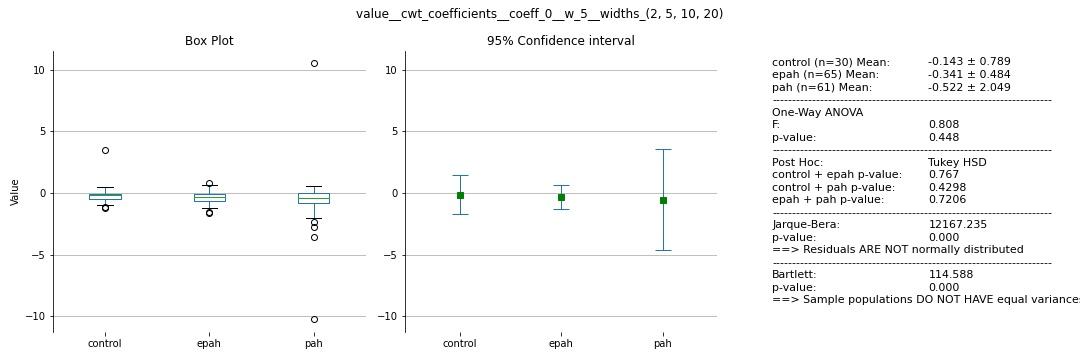 value__cwt_coefficients__coeff_0__w_5__widths_(2, 5, 10, 20)
Box Plot
10
5
0
−5
−10
Value
control
epah
pah
95% Confidence interval
10
5
0
−5
−10
control
epah
pah
control (n=30) Mean: -0.143 ± 0.789
epah (n=65) Mean: -0.341 ± 0.484
pah (n=61) Mean: -0.522 ± 2.049
One-Way ANOVA
F: 0.808
p-value: 0.448
Post Hoc: Tukey HSD
control + epah p-value: 0.767
control + pah p-value: 0.4298
epah + pah p-value: 0.7206
Jarque-Bera: 12167.235
p-value: 0.000
==> Residuals ARE NOT normally distributed
Bartlett: 114.588
p-value: 0.000
==> Sample populations DO NOT HAVE equal variances